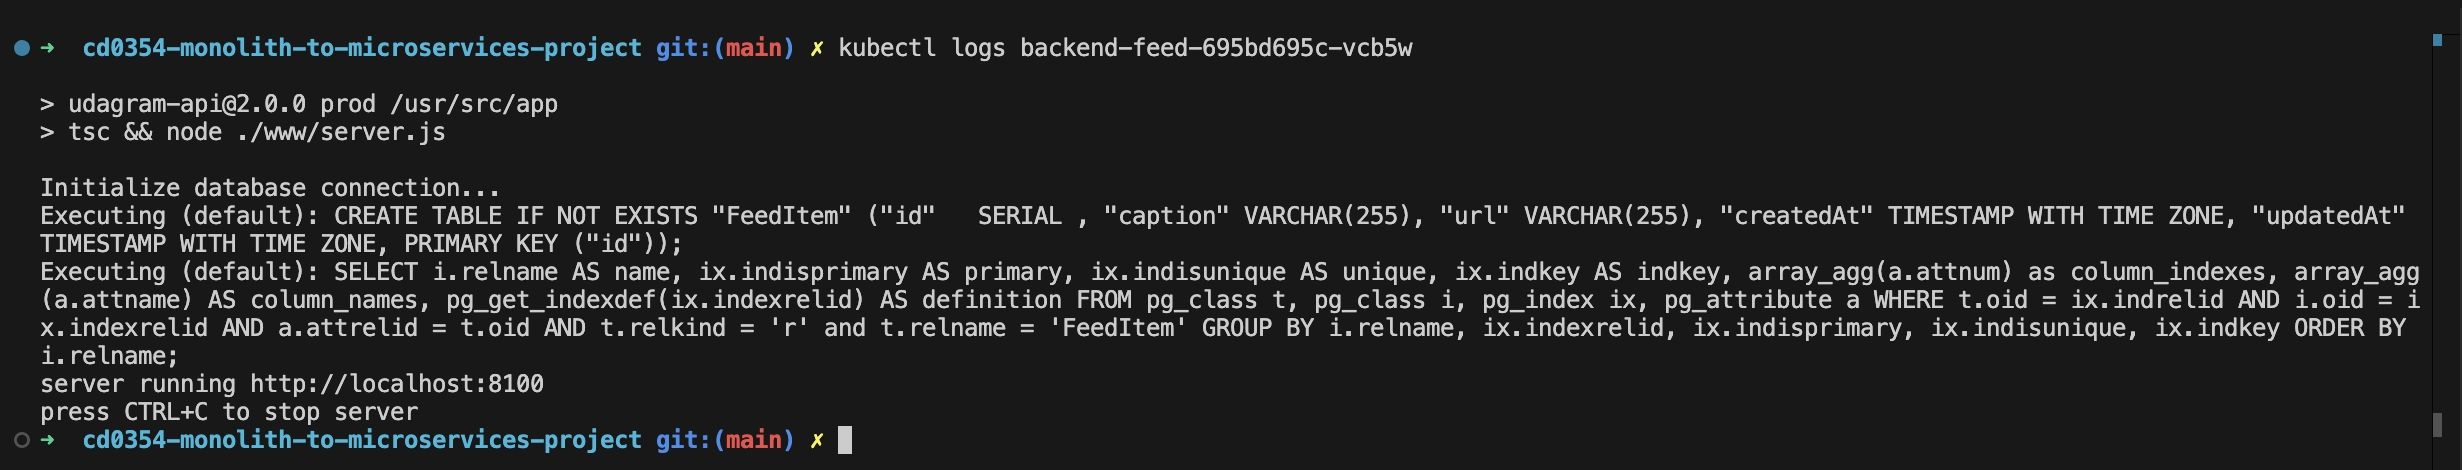 ➜  cd0354-monolith-to-microservices-project git:(main) ✗ kubectl logs backend-feed-695bd695c-vcb5w
> udagram-api@2.0.0 prod /usr/src/app
> tsc && node ./www/server.js
Initialize database connection...
Executing (default): CREATE TABLE IF NOT EXISTS "FeedItem" ("id"   SERIAL , "caption" VARCHAR(255), "url" VARCHAR(255), "createdAt" TIMESTAMP WITH TIME ZONE, "updatedAt"
TIMESTAMP WITH TIME ZONE, PRIMARY KEY ("id"));
Executing (default): SELECT i.relname AS name, ix.indisprimary AS primary, ix.indisunique AS unique, ix.indkey AS indkey, array_agg(a.attnum) as column_indexes, array_agg
(a.attname) AS column_names, pg_get_indexdef(ix.indexrelid) AS definition FROM pg_class t, pg_class i, pg_index ix, pg_attribute a WHERE t.oid = ix.indrelid AND i.oid = i
x.indexrelid AND a.attrelid = t.oid AND t.relkind = 'r' and t.relname = 'FeedItem' GROUP BY i.relname, ix.indexrelid, ix.indisprimary, ix.indisunique, ix.indkey ORDER BY
i.relname;
server running http://localhost:8100
press CTRL+C to stop server
➜  cd0354-monolith-to-microservices-project git:(main) ✗